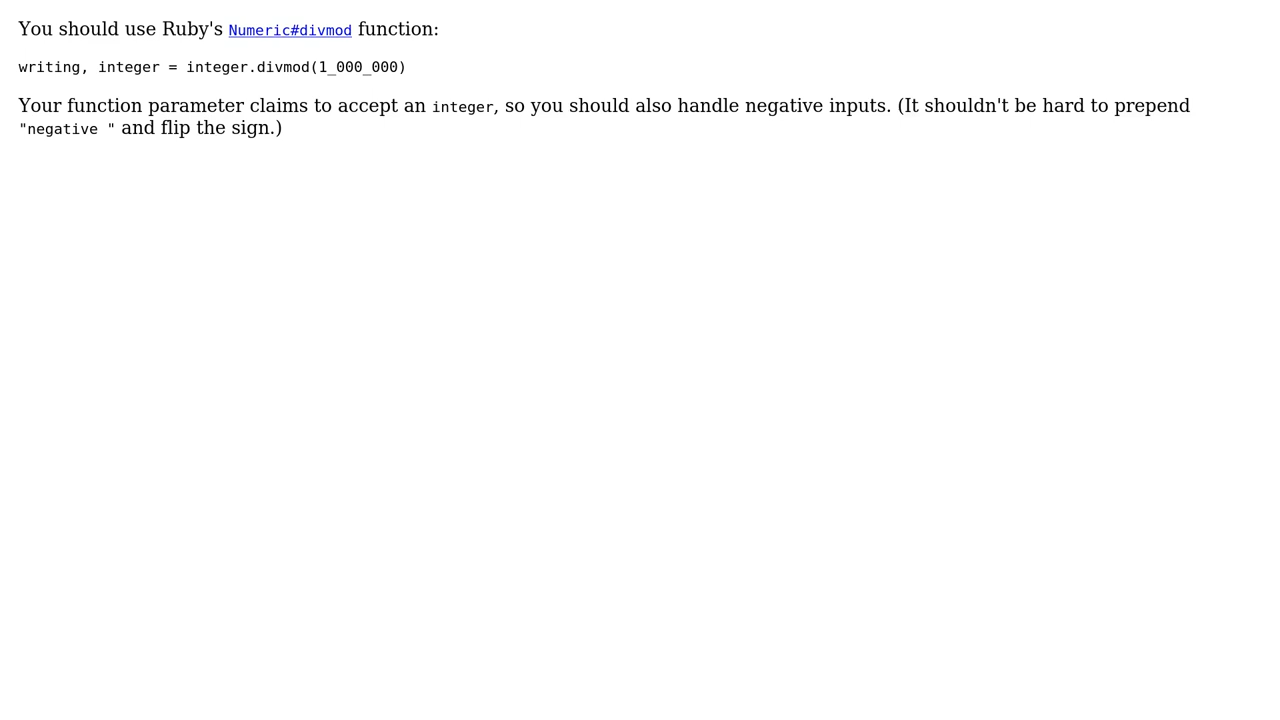 You should use Ruby's Numeric#divmod function:
writing, integer = integer.divmod(1_000_000)
Your function parameter claims to accept an integer, so you should also handle negative inputs. (It shouldn't be hard to prepend
"negative " and flip the sign.)